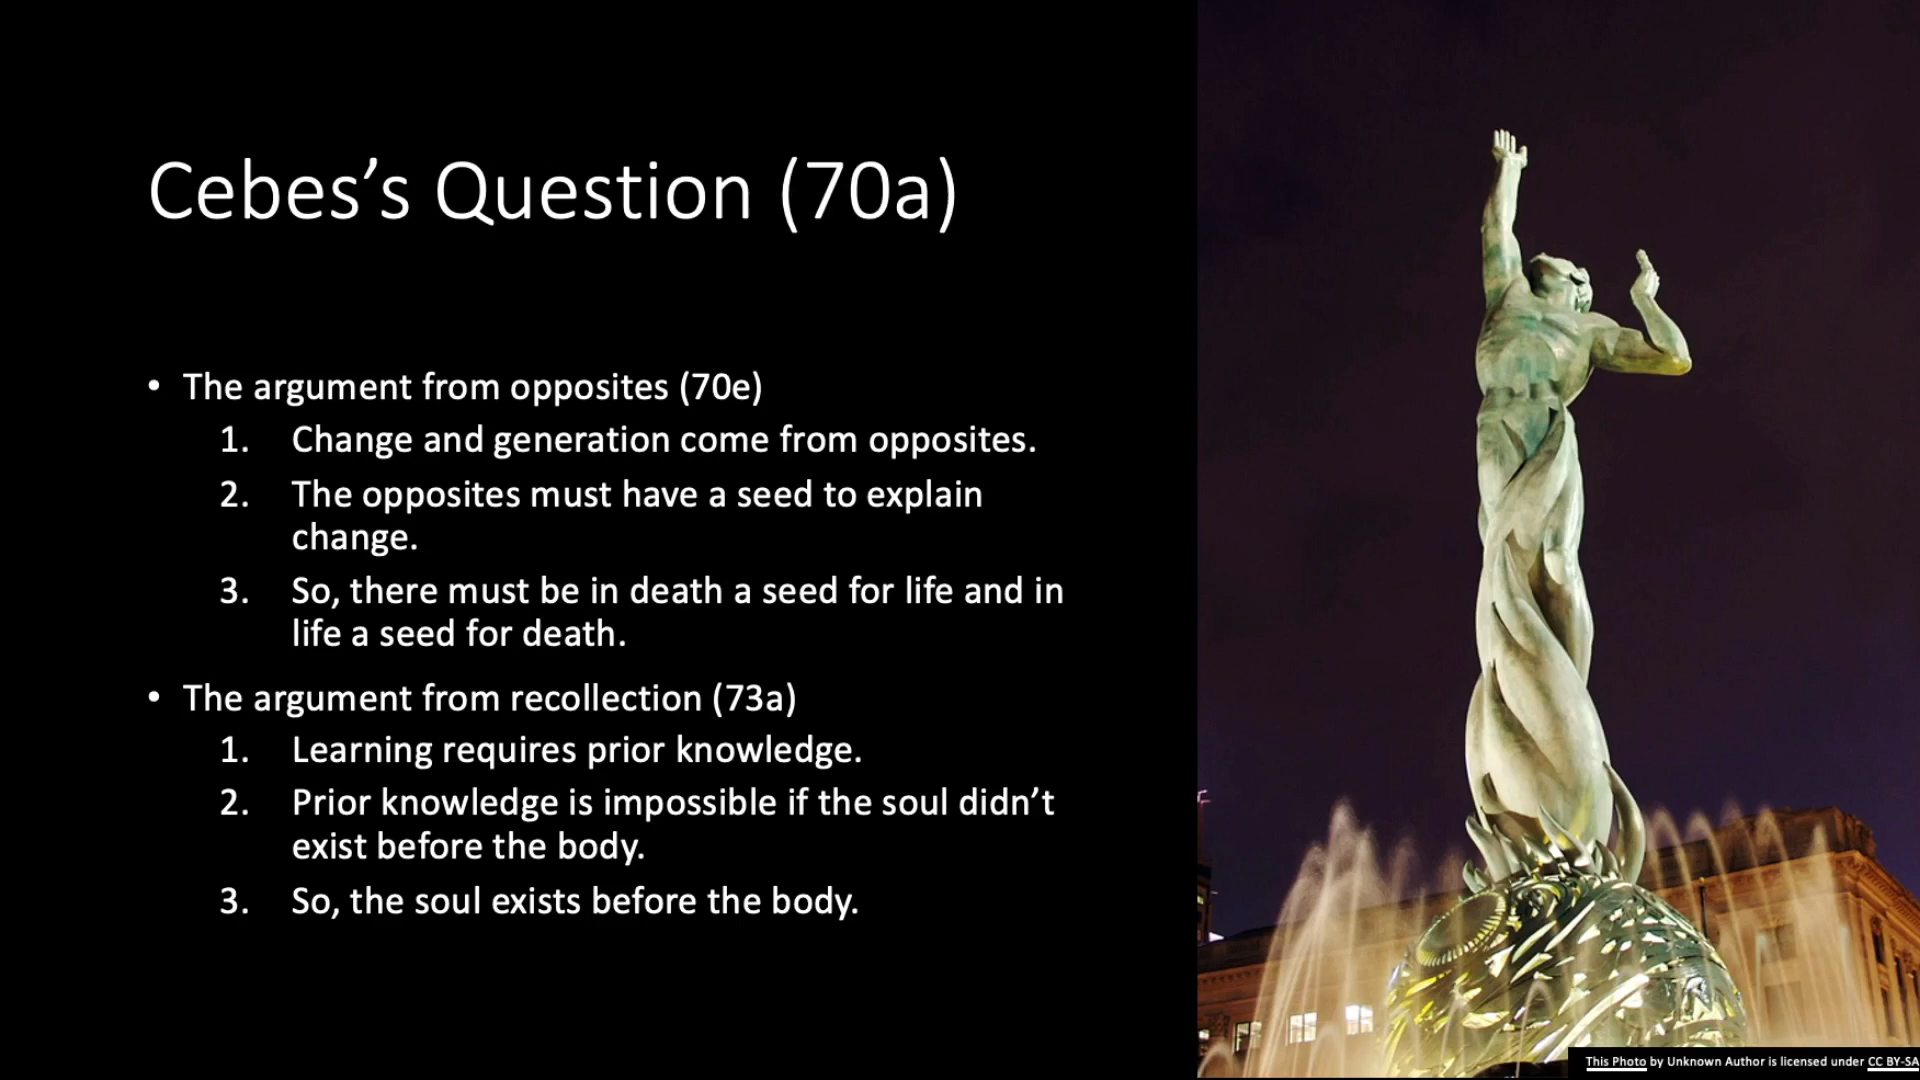 Cebes’s Question (70a)
• The argument from opposites (70e)
1. Change and generation come from opposites.
2. The opposites must have a seed to explain
change.
3. So, there must be in death a seed for life and in
life a seed for death.
• The argument from recollection (73a)
1. Learning requires prior knowledge.
2. Prior knowledge is impossible if the soul didn’t
exist before the body.
3. So, the soul exists before the body.
This Photo by Unknown Author is licensed under CC BY-SA